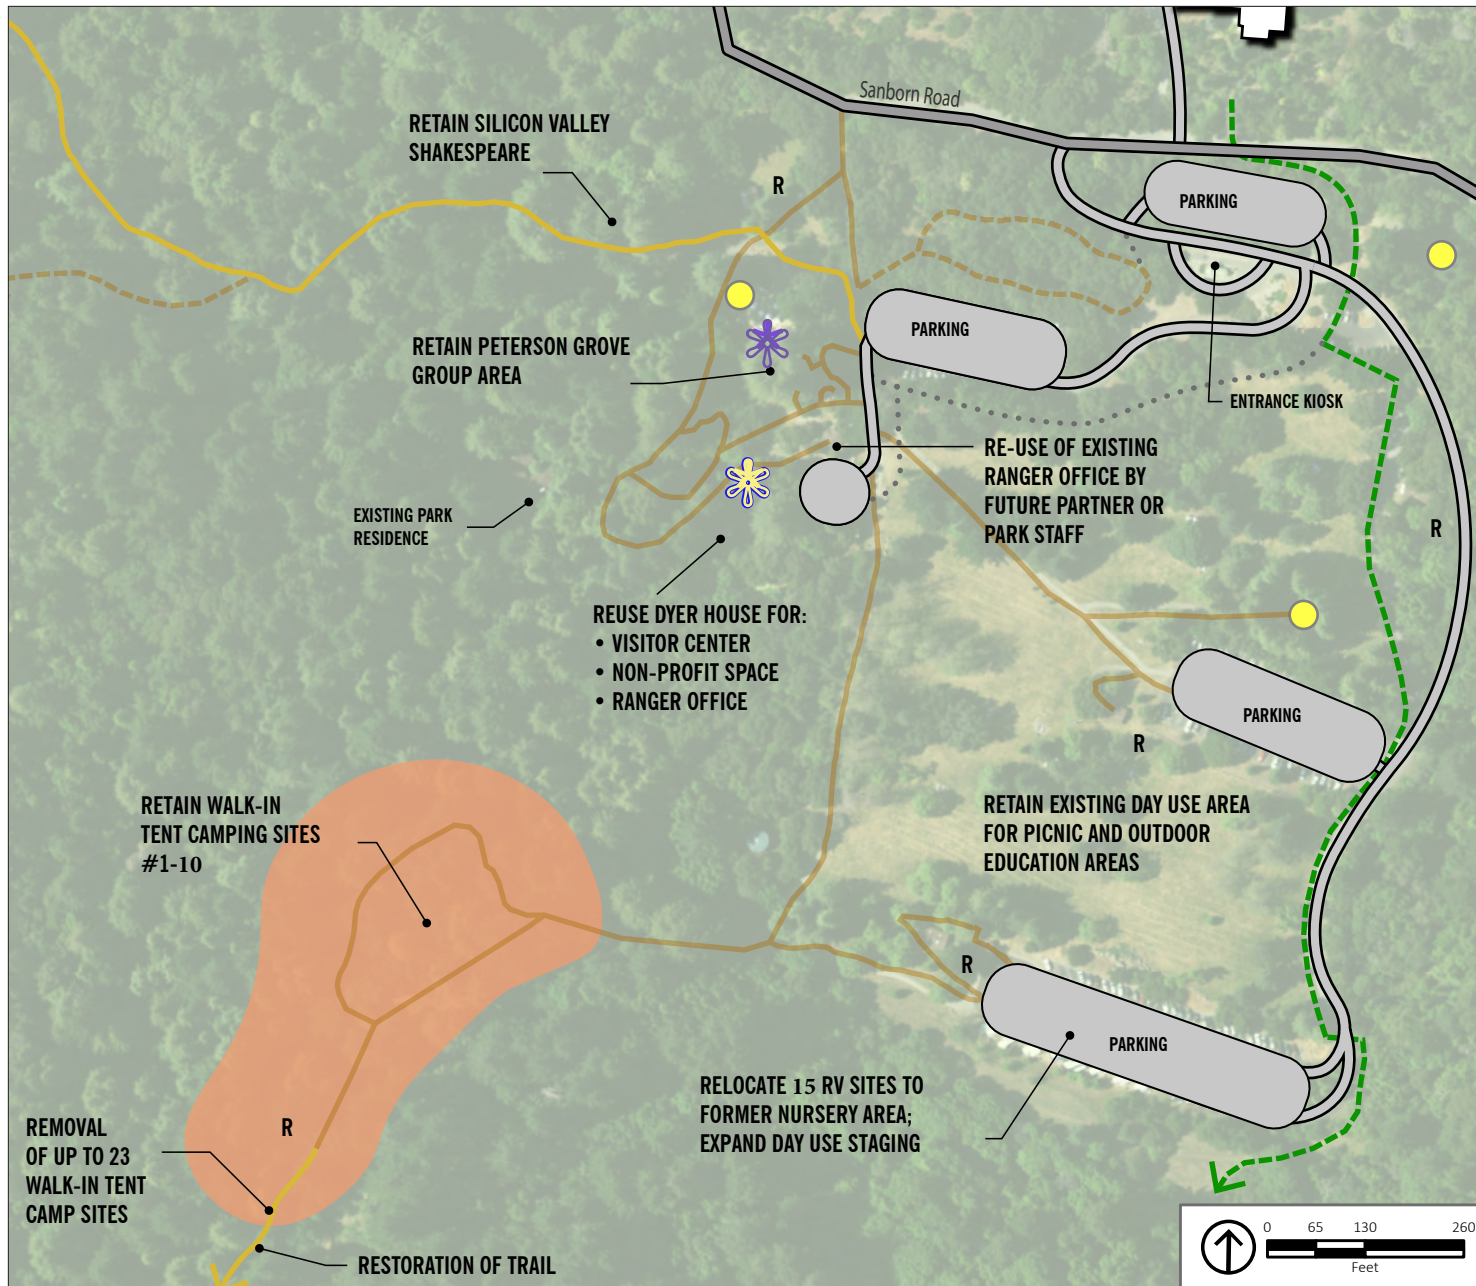 Sanborn Road
RETAIN SILICON VALLEY
SHAKESPEARE
R
PARKING
PARKING
RETAIN PETERSON GROVE
GROUP AREA
ENTRANCE KIOSK
RE-USE OF EXISTING
RANGER OFFICE BY
FUTURE PARTNER OR
PARK STAFF
EXISTING PARK
RESIDENCE
R
REUSE DYER HOUSE FOR:
• VISITOR CENTER
• NON-PROFIT SPACE
• RANGER OFFICE
PARKING
R
RETAIN WALK-IN
TENT CAMPING SITES
#1-10
RETAIN EXISTING DAY USE AREA
FOR PICNIC AND OUTDOOR
EDUCATION AREAS
R
PARKING
RELOCATE 15 RV SITES TO
FORMER NURSERY AREA;
EXPAND DAY USE STAGING
R
REMOVAL
OF UP TO 23
WALK-IN TENT
CAMP SITES
RESTORATION OF TRAIL
0 65 130 260
Feet